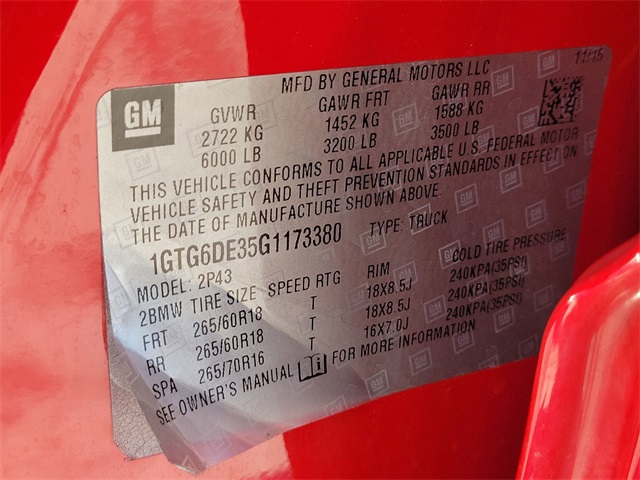 MFD BY GENERAL MOTORS LLC 11/15
GM
GVWR GAWR FRT GAWR RR
2722 KG 1452 KG 1588 KG
6000 LB 3200 LB 3500 LB
THIS VEHICLE CONFORMS TO ALL APPLICABLE U.S. FEDERAL MOTOR
VEHICLE SAFETY AND THEFT PREVENTION STANDARDS IN EFFECT ON
THE DATE OF MANUFACTURE SHOWN ABOVE.
1GTG6DE35G1173380 TYPE: TRUCK
MODEL: 2P43
2BMW TIRE SIZE SPEED RTG RIM COLD TIRE PRESSURE
FRT 265/60R18 T 18X8.5J 240KPA(35PSI)
RR 265/60R18 T 18X8.5J 240KPA(35PSI)
SPA 265/70R16 T 16X7.0J 240KPA(35PSI)
SEE OWNER'S MANUAL i FOR MORE INFORMATION